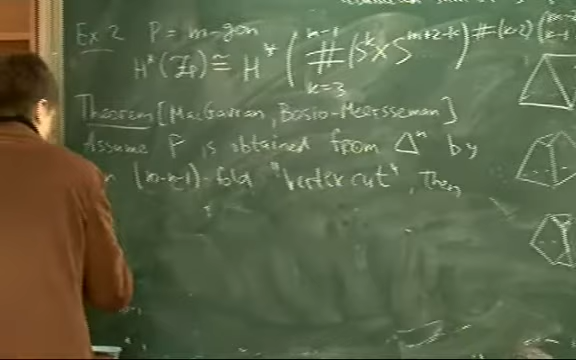 Ex 2 P = m-gon
H*(Z_P) ≅ H* ( #_{k=3}^{m-1} (S^k × S^{m+2-k})^{#(k-2)
Theorem [MacGavran, Bosio-Meersseman]
Assume P is obtained from Δ^n by
(m-n-1)-fold "vertex cut", Then